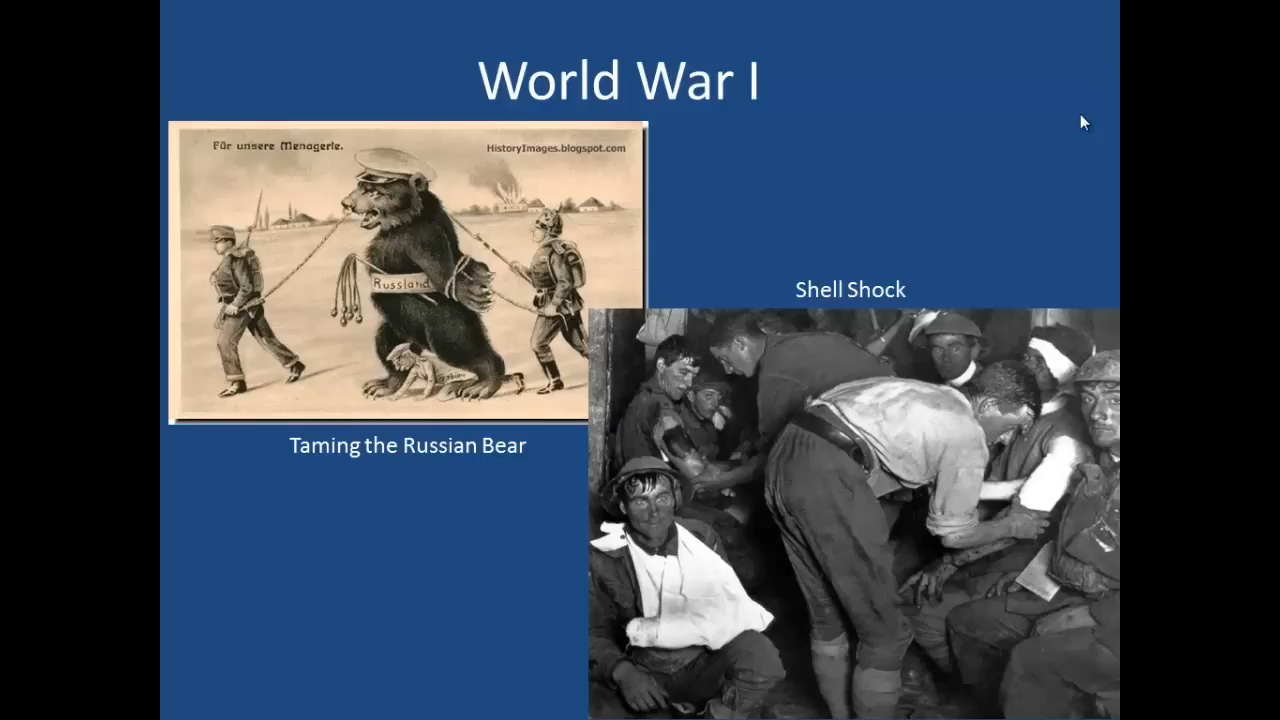 World War I
Für unsere Menagerie.
HistoryImages.blogspot.com
Russland
Shell Shock
Taming the Russian Bear